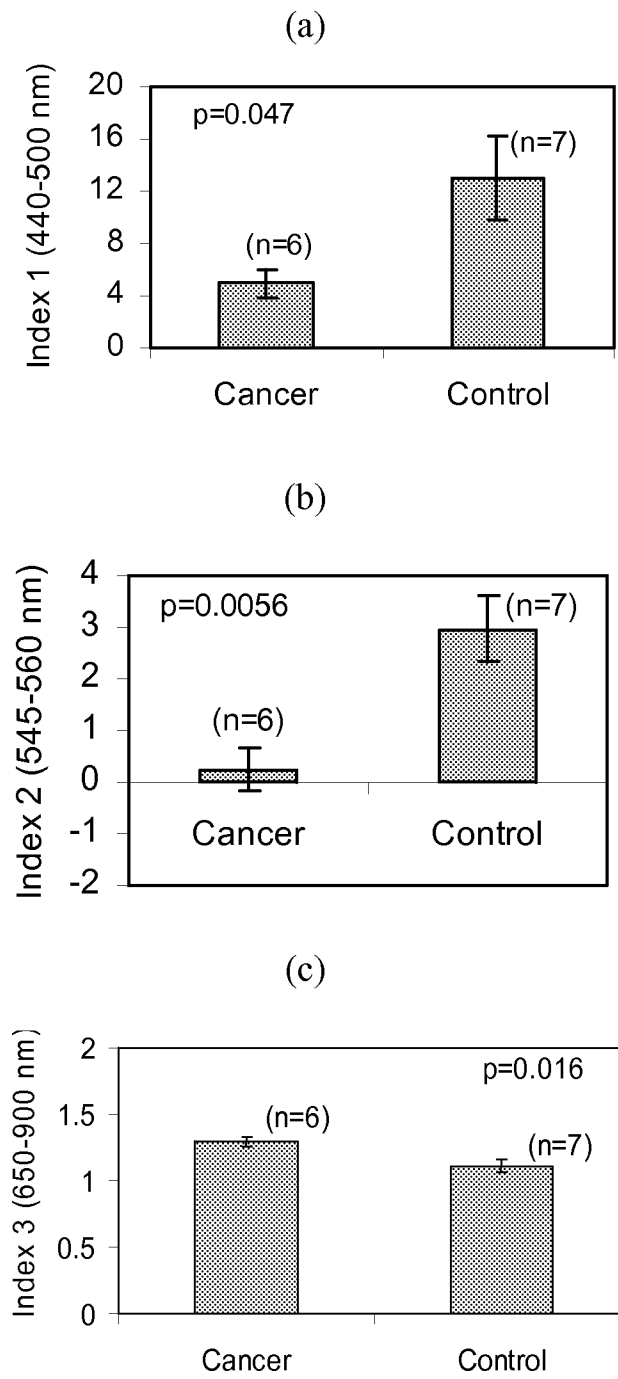 (a)
Index 1 (440-500 nm)
20
16
12
8
4
0
p=0.047
(n=6)
(n=7)
Cancer Control
(b)
Index 2 (545-560 nm)
4
3
2
1
0
-1
-2
p=0.0056
(n=6)
(n=7)
Cancer Control
(c)
Index 3 (650-900 nm)
2
1.5
1
0.5
0
p=0.016
(n=6)
(n=7)
Cancer Control